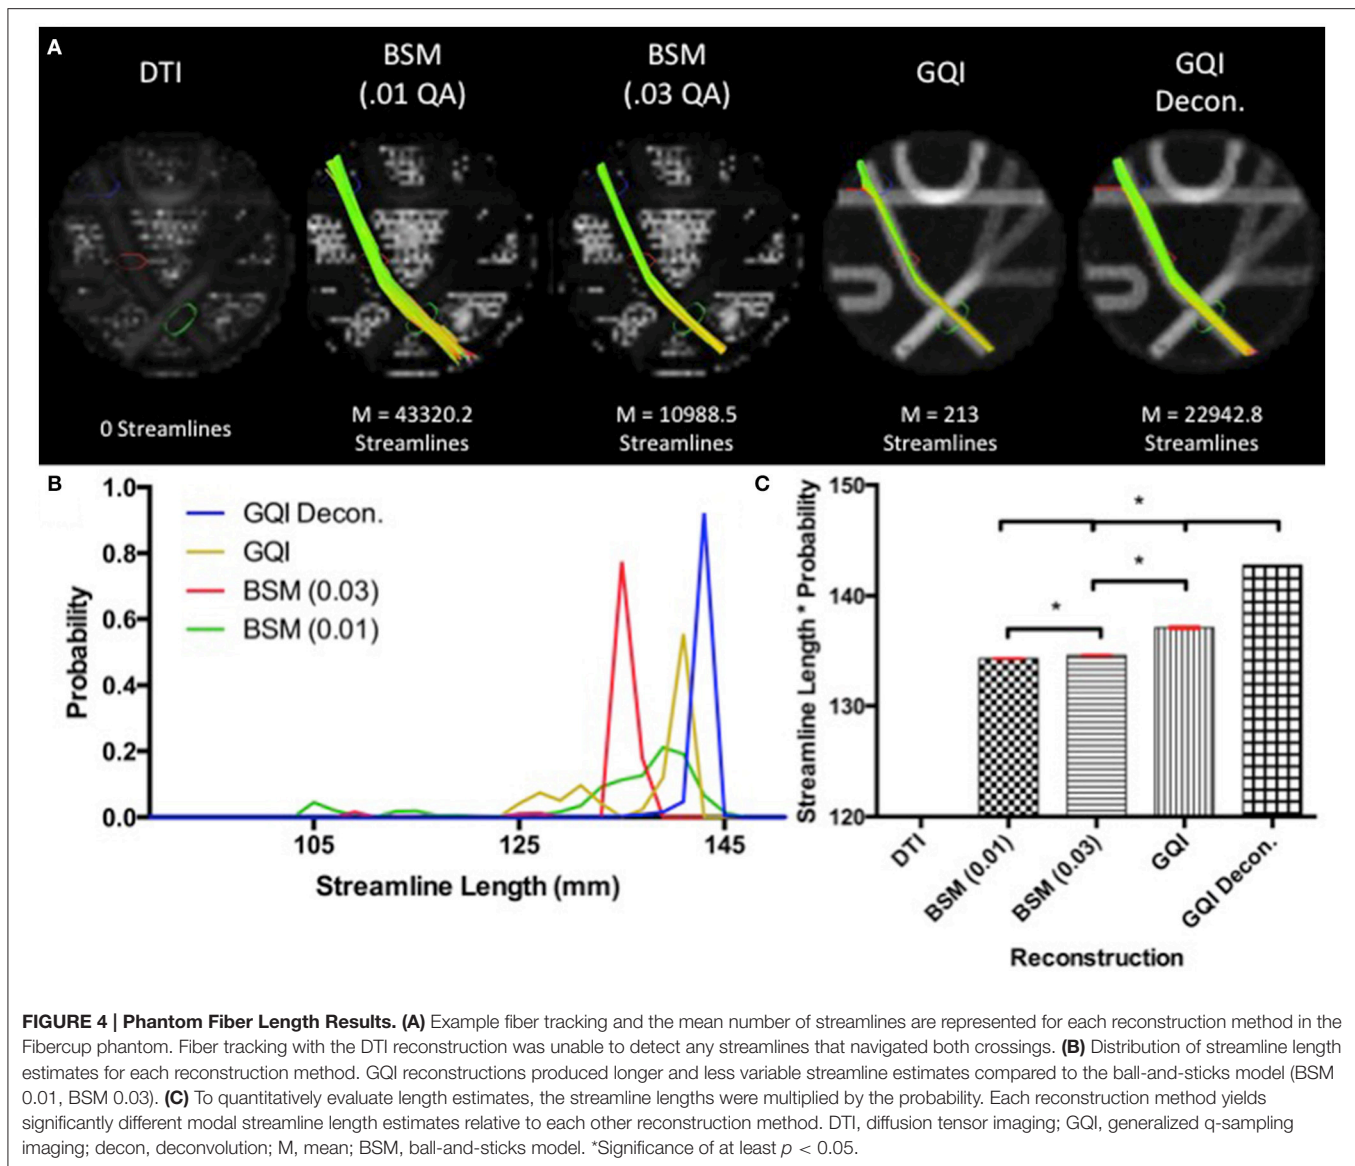 A
DTI
BSM
(.01 QA)
BSM
(.03 QA)
GQI
GQI
Decon.
0 Streamlines
M = 43320.2
Streamlines
M = 10988.5
Streamlines
M = 213
Streamlines
M = 22942.8
Streamlines
B
1.0
0.8
0.6
0.4
0.2
0.0
Probability
GQI Decon.
GQI
BSM (0.03)
BSM (0.01)
105
125
145
Streamline Length (mm)
C
150
140
130
120
Streamline Length * Probability
*
*
*
DTI
BSM (0.01)
BSM (0.03)
GQI
GQI Decon.
Reconstruction
FIGURE 4 | Phantom Fiber Length Results. (A) Example fiber tracking and the mean number of streamlines are represented for each reconstruction method in the
Fibercup phantom. Fiber tracking with the DTI reconstruction was unable to detect any streamlines that navigated both crossings. (B) Distribution of streamline length
estimates for each reconstruction method. GQI reconstructions produced longer and less variable streamline estimates compared to the ball-and-sticks model (BSM
0.01, BSM 0.03). (C) To quantitatively evaluate length estimates, the streamline lengths were multiplied by the probability. Each reconstruction method yields
significantly different modal streamline length estimates relative to each other reconstruction method. DTI, diffusion tensor imaging; GQI, generalized q-sampling
imaging; decon, deconvolution; M, mean; BSM, ball-and-sticks model. *Significance of at least p < 0.05.